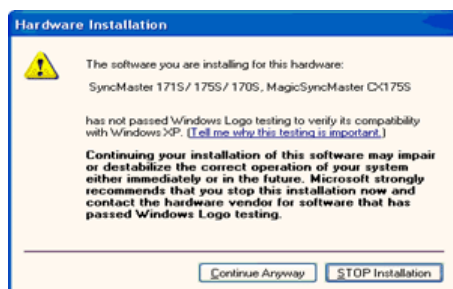 Hardware Installation
The software you are installing for this hardware:
SyncMaster 171S/ 175S/ 170S, MagicSyncMaster CX175S
has not passed Windows Logo testing to verify its compatibility
with Windows XP. (Tell me why this testing is important.)
Continuing your installation of this software may impair
or destabilize the correct operation of your system
either immediately or in the future. Microsoft strongly
recommends that you stop this installation now and
contact the hardware vendor for software that has
passed Windows Logo testing.
Continue Anyway
STOP Installation